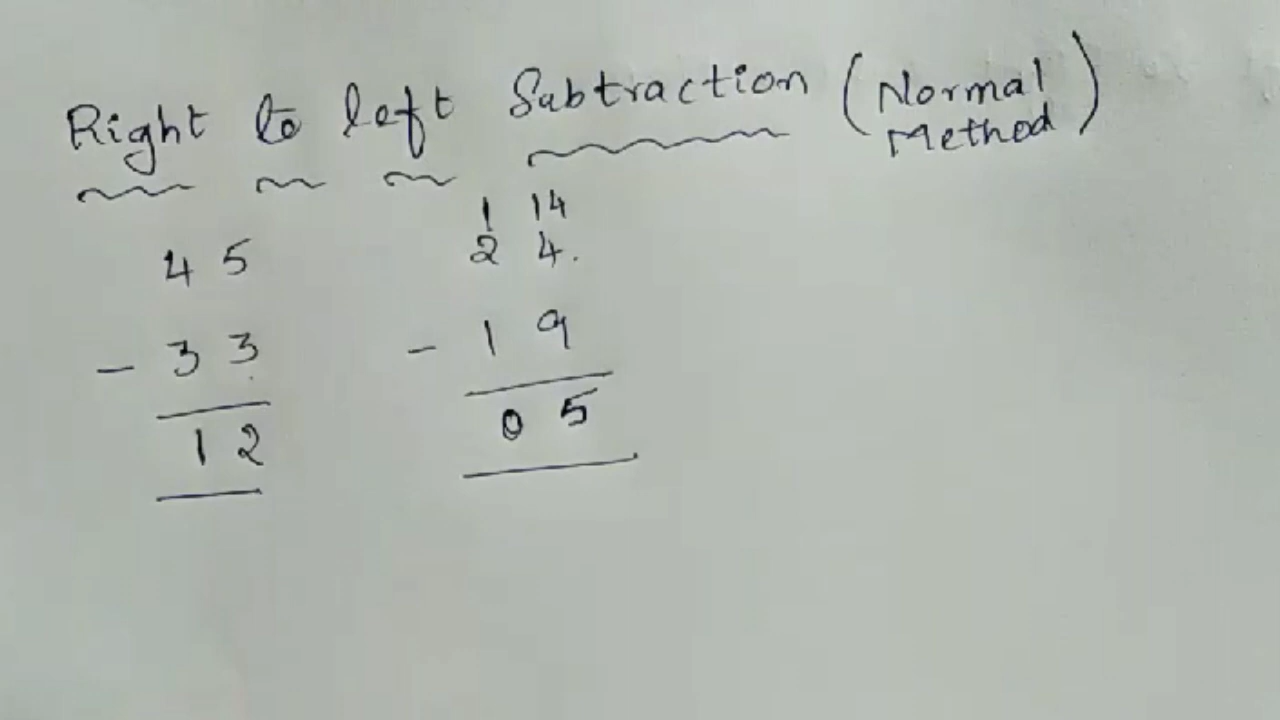 Right to left Subtraction (Normal Method)
1 14
4 5 2 4.
- 3 3 - 1 9
1 2 0 5